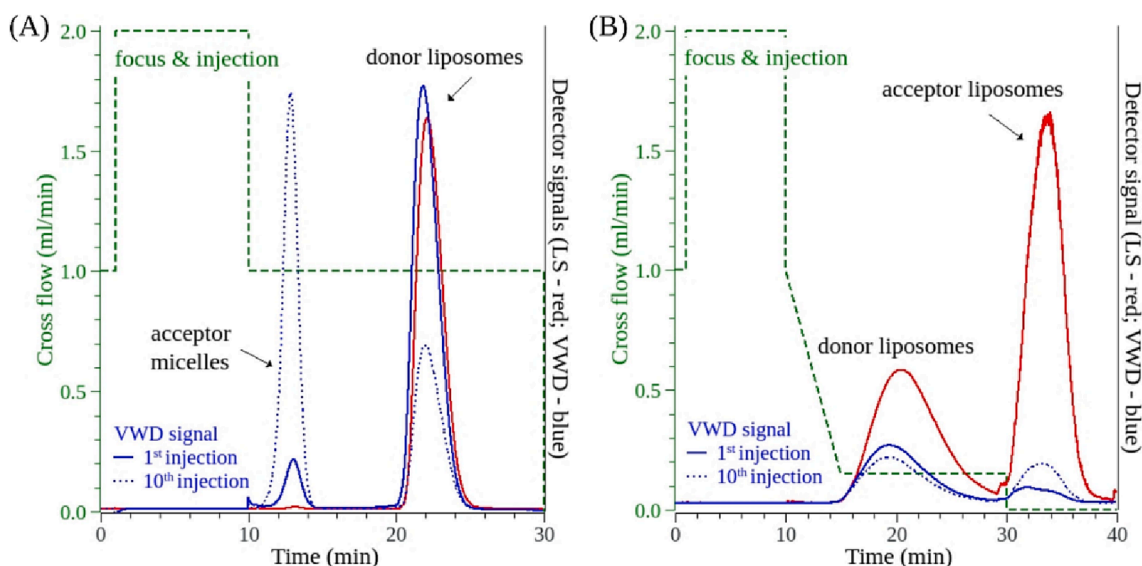 (A)
2.0
1.5
1.0
0.5
0.0
Cross flow (ml/min)
focus & injection
donor liposomes
acceptor
micelles
VWD signal
1st injection
10th injection
0
10
20
30
Time (min)
Detector signals (LS - red; VWD - blue)
(B)
2.0
1.5
1.0
0.5
0.0
Cross flow (ml/min)
focus & injection
acceptor liposomes
donor liposomes
VWD signal
1st injection
10th injection
0
10
20
30
40
Time (min)
Detector signal (LS - red; VWD - blue)